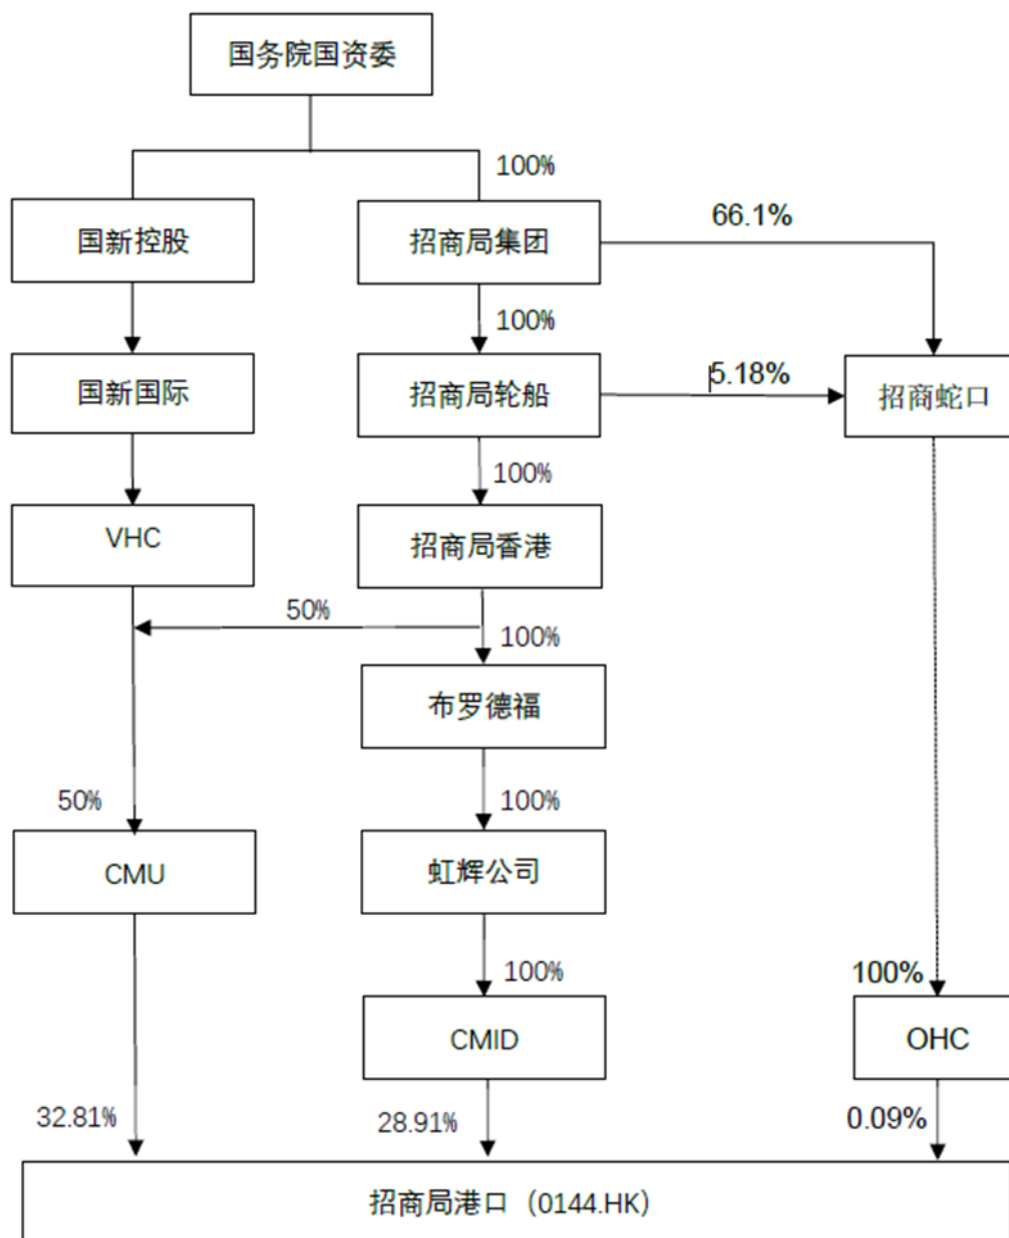 国务院国资委
100%
国新控股
招商局集团
66.1%
100%
国新国际
招商局轮船
5.18%
招商蛇口
100%
VHC
招商局香港
50%
100%
布罗德福
50%
100%
CMU
虹辉公司
100%
100%
CMID
OHC
32.81%
28.91%
0.09%
招商局港口（0144.HK）